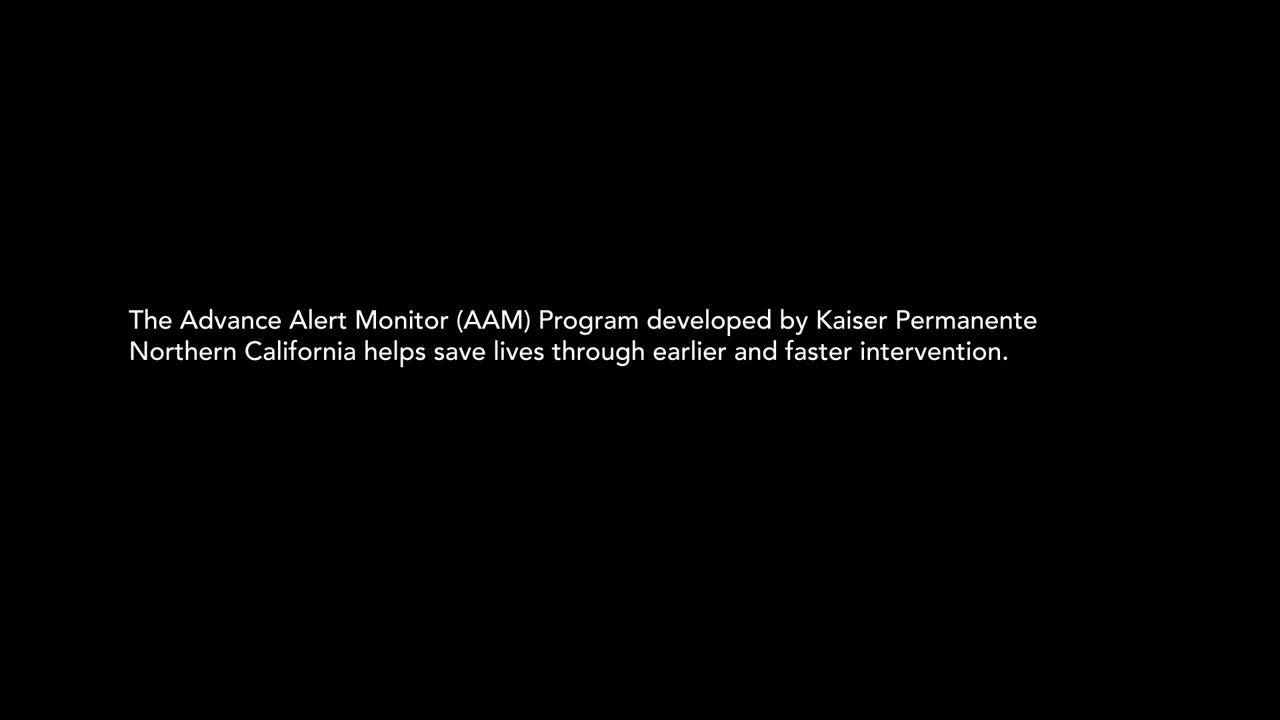 The Advance Alert Monitor (AAM) Program developed by Kaiser Permanente
Northern California helps save lives through earlier and faster intervention.